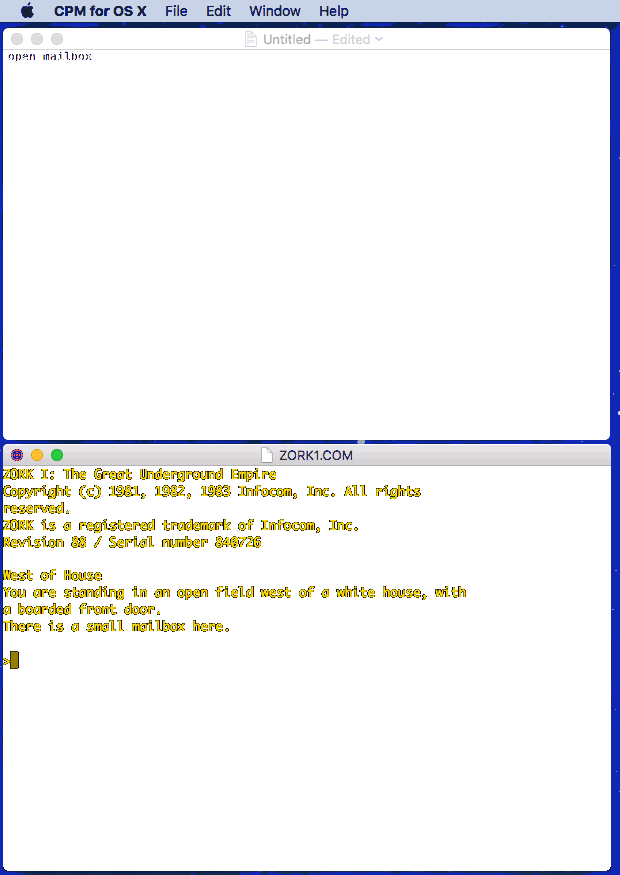 CPM for OS X File Edit Window Help
Untitled — Edited
open mailbox
ZORK1.COM
ZORK I: The Great Underground Empire
Copyright (c) 1981, 1982, 1983 Infocom, Inc. All rights
reserved.
ZORK is a registered trademark of Infocom, Inc.
Revision 88 / Serial number 840726
West of House
You are standing in an open field west of a white house, with
a boarded front door.
There is a small mailbox here.
>